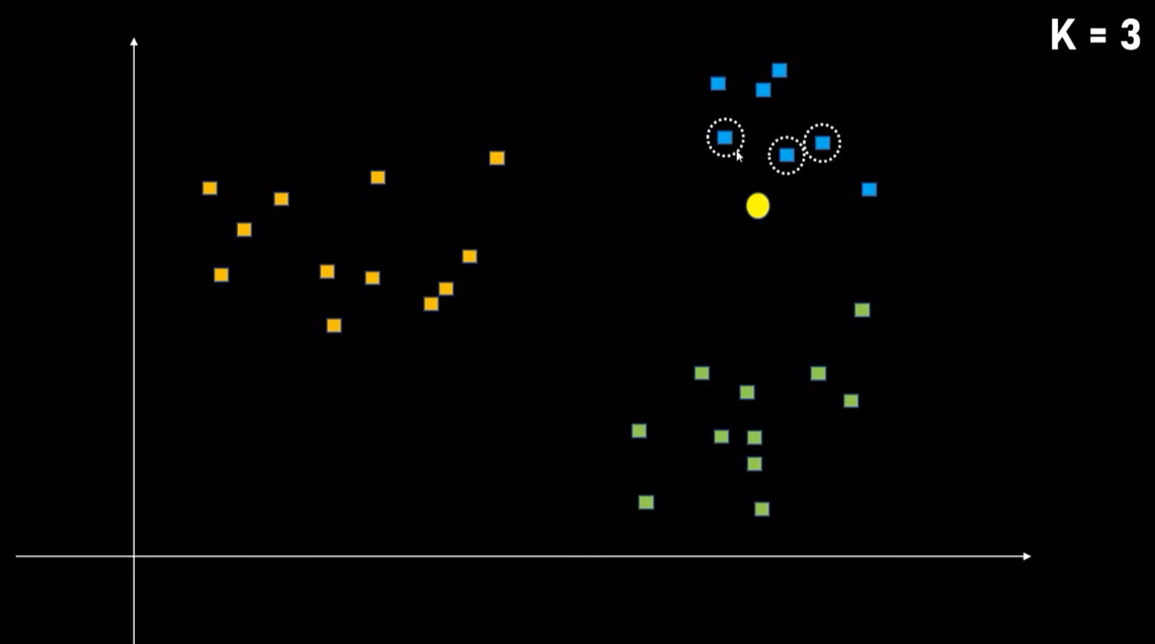 K = 3